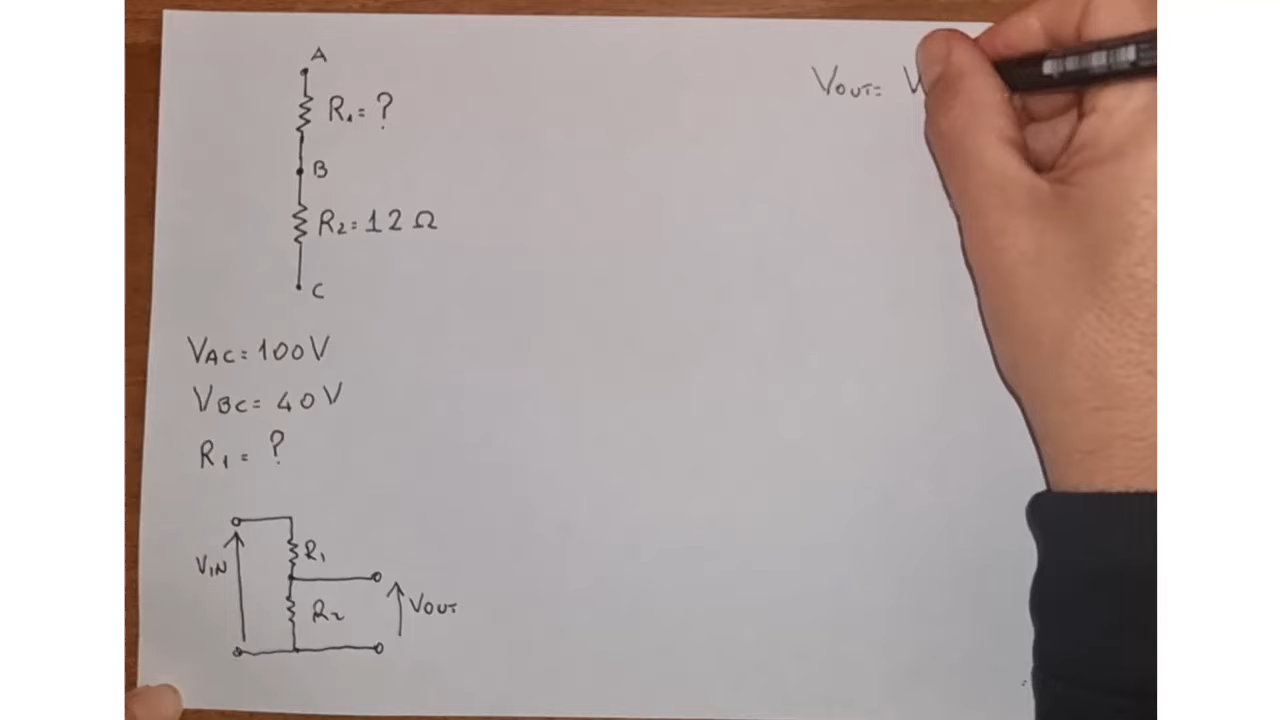 A
R1 = ?
B
R2 = 12 Ω
C
VAC = 100V
VBC = 40V
R1 = ?
VIN
R1
R2
VOUT
VOUT = V